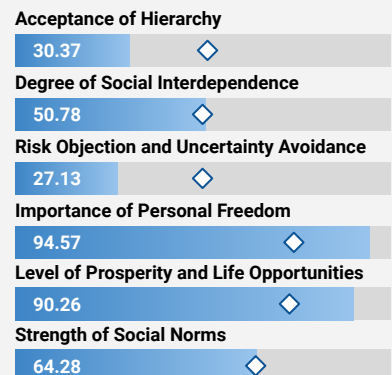 Acceptance of Hierarchy
30.37
Degree of Social Interdependence
50.78
Risk Objection and Uncertainty Avoidance
27.13
Importance of Personal Freedom
94.57
Level of Prosperity and Life Opportunities
90.26
Strength of Social Norms
64.28